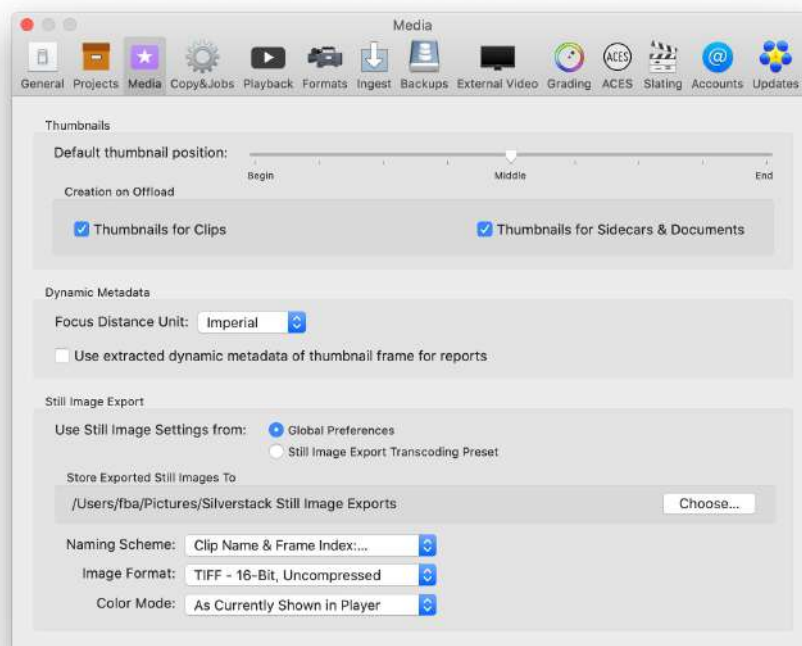 Media
General Projects Media Copy&Jobs Playback Formats Ingest Backups External Video Grading ACES Slating Accounts Updates
ACES
Thumbnails
Default thumbnail position:
Begin Middle End
Creation on Offload
Thumbnails for Clips Thumbnails for Sidecars & Documents
Dynamic Metadata
Focus Distance Unit: Imperial
Use extracted dynamic metadata of thumbnail frame for reports
Still Image Export
Use Still Image Settings from: Global Preferences
Still Image Export Transcoding Preset
Store Exported Still Images To
/Users/fba/Pictures/Silverstack Still Image Exports Choose...
Naming Scheme: Clip Name & Frame Index:...
Image Format: TIFF - 16-Bit, Uncompressed
Color Mode: As Currently Shown in Player